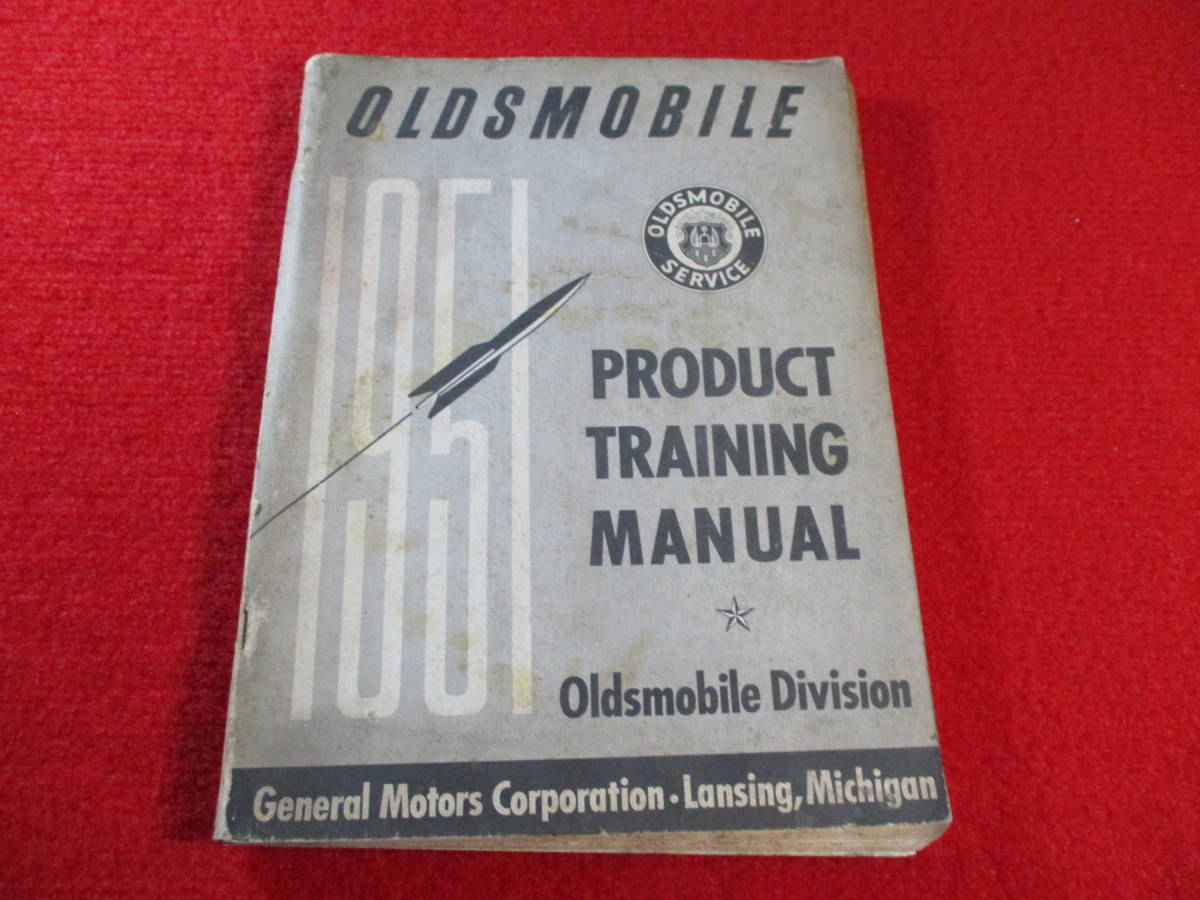 OLDSMOBILE
1951
OLDSMOBILE
SERVICE
PRODUCT
TRAINING
MANUAL
Oldsmobile Division
General Motors Corporation • Lansing, Michigan